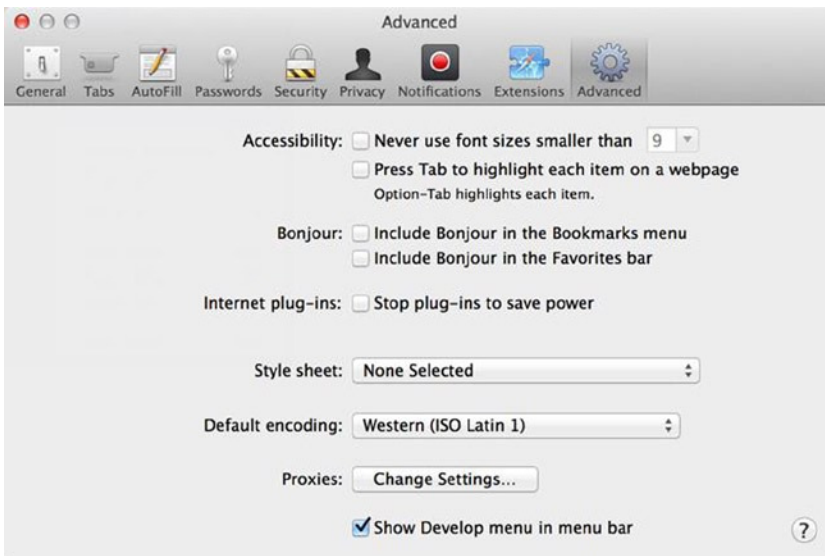 Advanced
General Tabs AutoFill Passwords Security Privacy Notifications Extensions Advanced
Accessibility: Never use font sizes smaller than 9
Press Tab to highlight each item on a webpage
Option-Tab highlights each item.
Bonjour: Include Bonjour in the Bookmarks menu
Include Bonjour in the Favorites bar
Internet plug-ins: Stop plug-ins to save power
Style sheet: None Selected
Default encoding: Western (ISO Latin 1)
Proxies: Change Settings...
Show Develop menu in menu bar
?